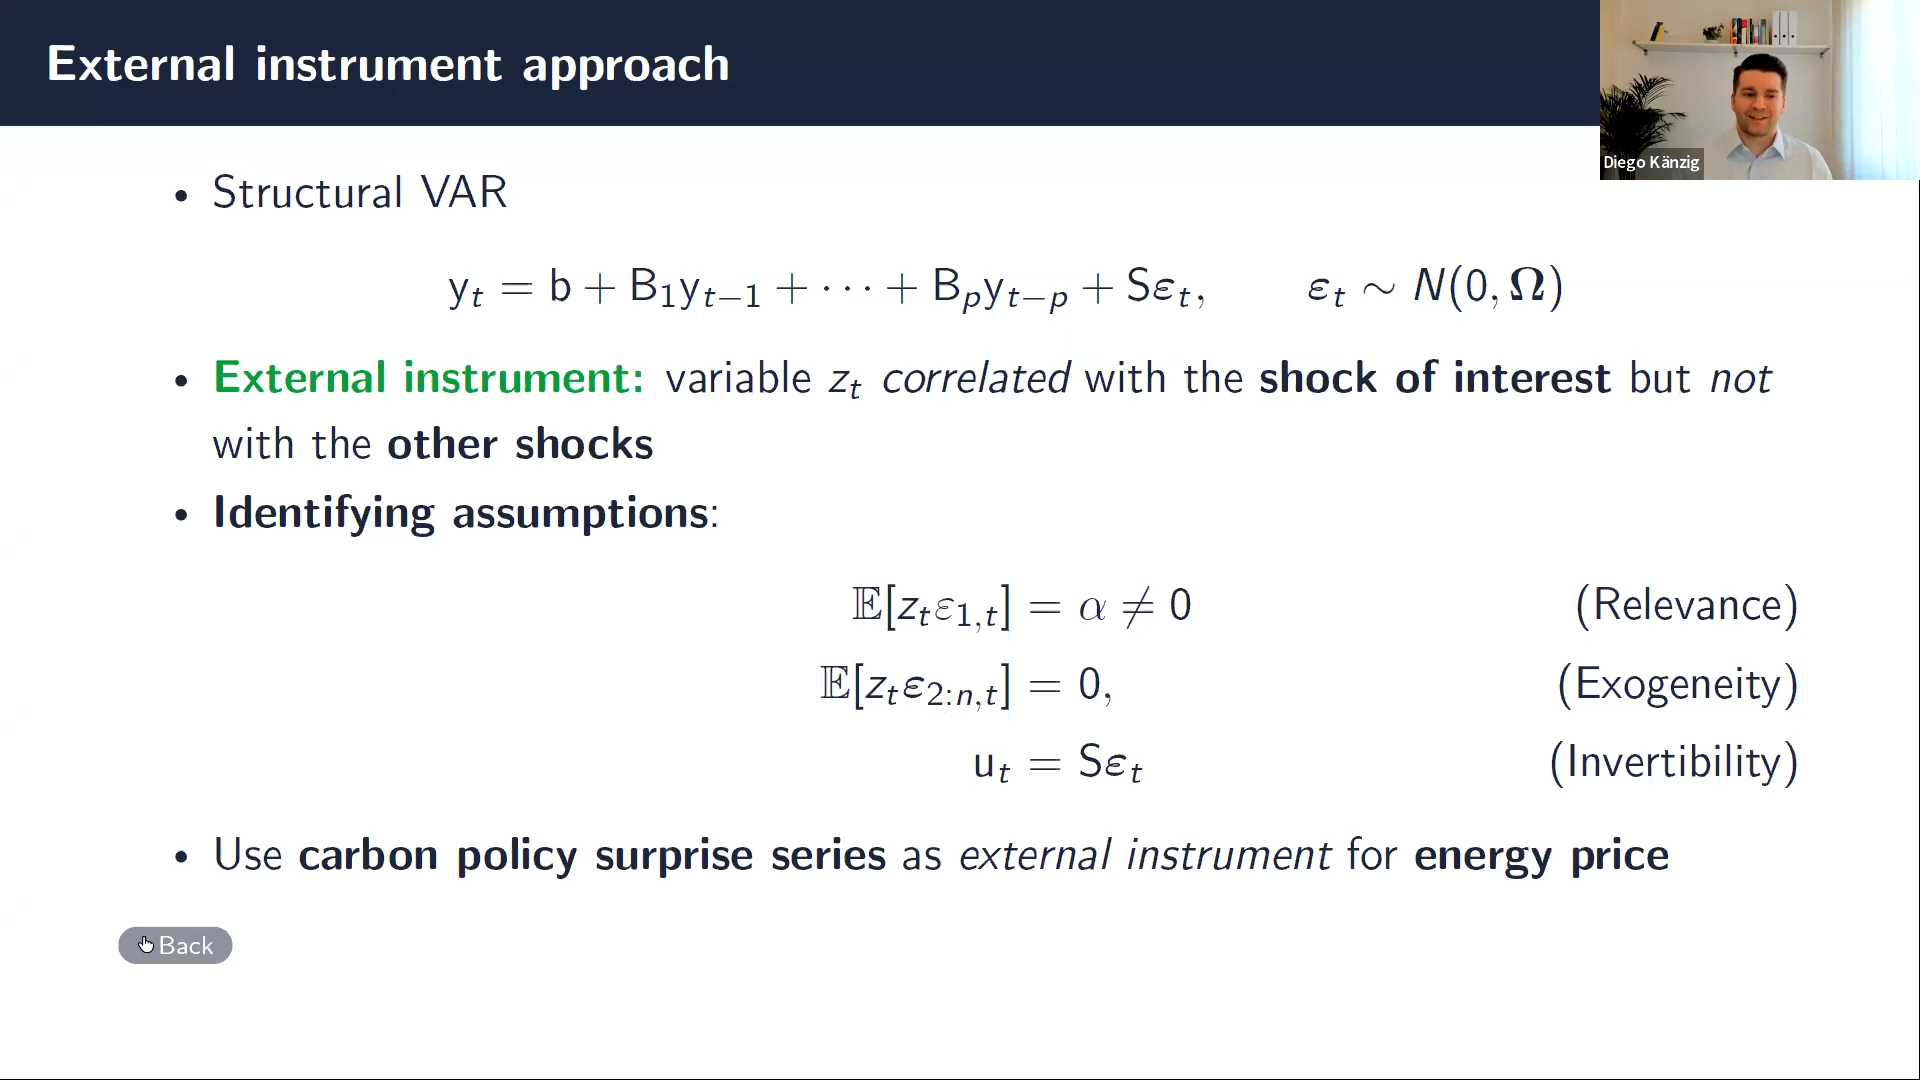 External instrument approach
Diego Känzig
• Structural VAR
yₜ = b + B₁yₜ₋₁ + ⋯ + Bₚyₜ₋ₚ + Sεₜ, εₜ ∼ N(0, Ω)
• External instrument: variable zₜ correlated with the shock of interest but not
with the other shocks
• Identifying assumptions:
𝔼[zₜε₁,ₜ] = α ≠ 0 (Relevance)
𝔼[zₜε₂:ₙ,ₜ] = 0, (Exogeneity)
uₜ = Sεₜ (Invertibility)
• Use carbon policy surprise series as external instrument for energy price
Back